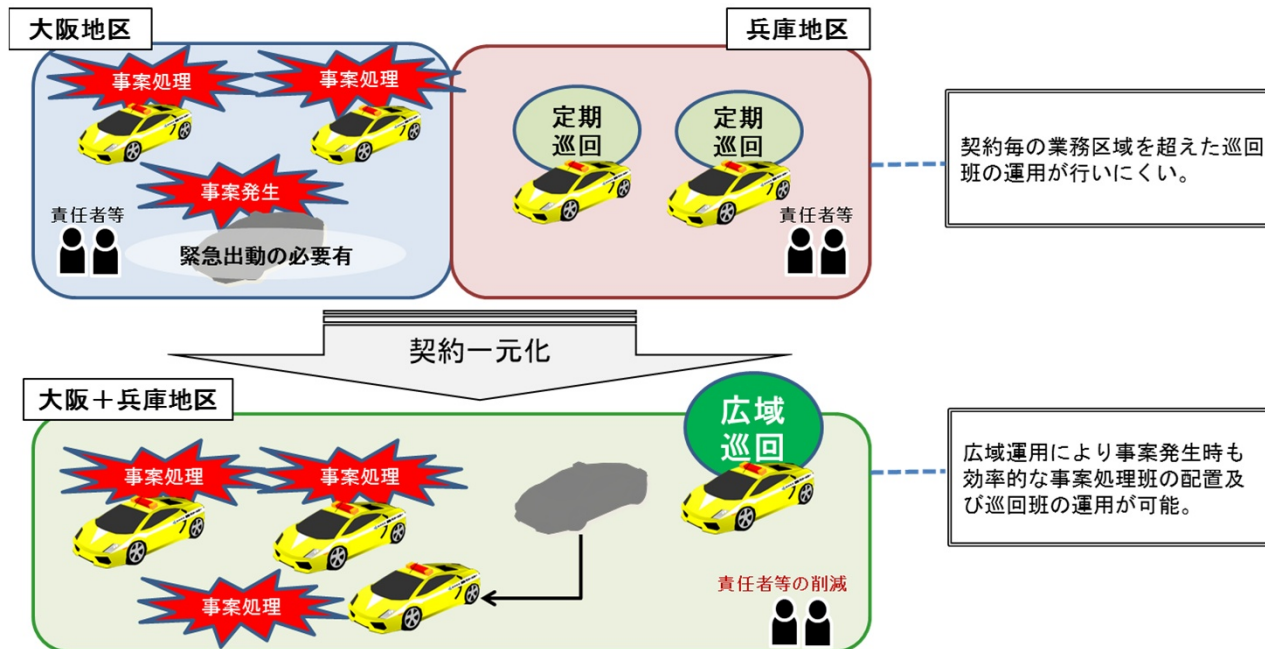 大阪地区
兵庫地区
事案処理
事案処理
定期
巡回
定期
巡回
事案発生
責任者等
緊急出動の必要有
責任者等
契約毎の業務区域を超えた巡回
班の運用が行いにくい。
契約一元化
大阪＋兵庫地区
広域
巡回
事案処理
事案処理
事案処理
責任者等の削減
広域運用により事案発生時も
効率的な事案処理班の配置及
び巡回班の運用が可能。